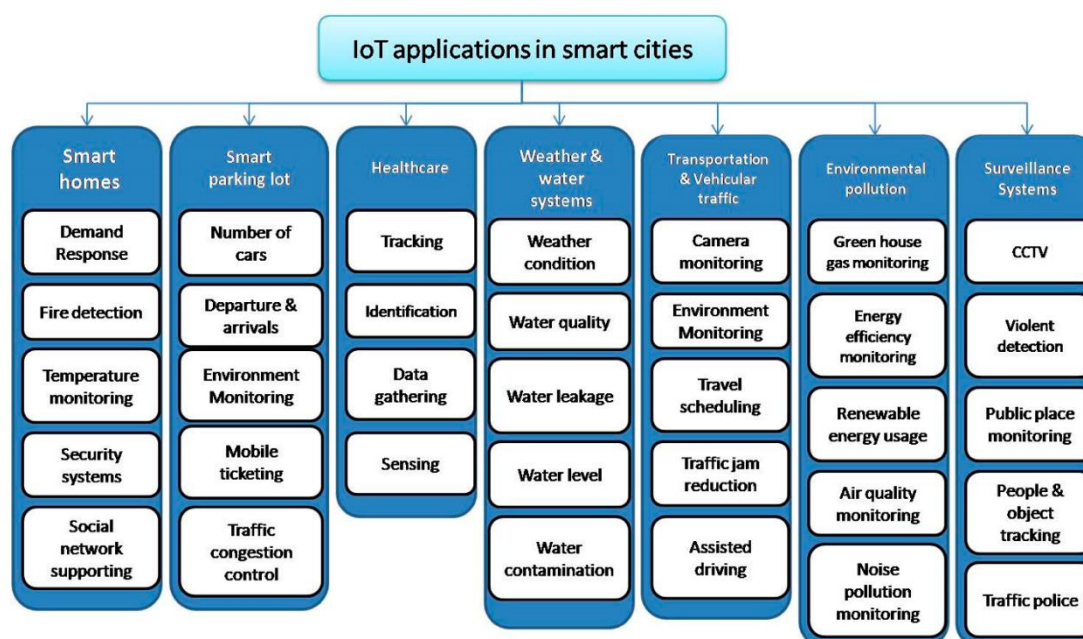 IoT applications in smart cities
Smart
homes
Demand
Response
Fire detection
Temperature
monitoring
Security
systems
Social
network
supporting
Smart
parking lot
Number of
cars
Departure &
arrivals
Environment
Monitoring
Mobile
ticketing
Traffic
congestion
control
Healthcare
Tracking
Identification
Data
gathering
Sensing
Weather &
water
systems
Weather
condition
Water quality
Water leakage
Water level
Water
contamination
Transportation
& Vehicular
traffic
Camera
monitoring
Environment
Monitoring
Travel
scheduling
Traffic jam
reduction
Assisted
driving
Environmental
pollution
Green house
gas monitoring
Energy
efficiency
monitoring
Renewable
energy usage
Air quality
monitoring
Noise
pollution
monitoring
Surveillance
Systems
CCTV
Violent
detection
Public place
monitoring
People &
object
tracking
Traffic police